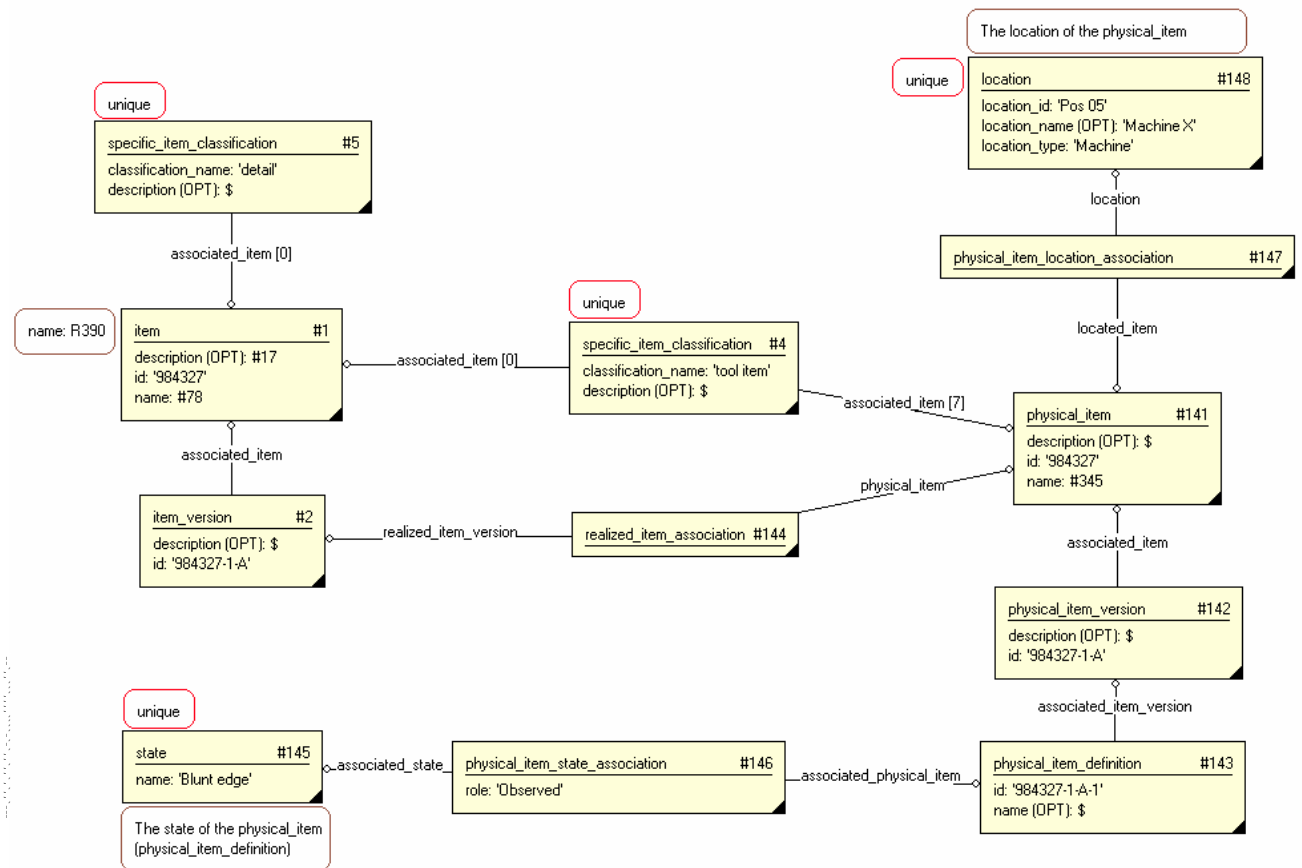 The location of the physical_item
unique
location #148
location_id: 'Pos 05'
location_name (OPT): 'Machine X'
location_type: 'Machine'
unique
specific_item_classification #5
classification_name: 'detail'
description (OPT): $
location
associated_item [0]
physical_item_location_association #147
unique
name: R390
item #1
description (OPT): #17
id: '984327'
name: #78
associated_item [0]
specific_item_classification #4
classification_name: 'tool item'
description (OPT): $
located_item
associated_item [7]
physical_item #141
description (OPT): $
id: '984327'
name: #345
associated_item
physical_item
item_version #2
description (OPT): $
id: '984327-1-A'
realized_item_version
realized_item_association #144
associated_item
physical_item_version #142
description (OPT): $
id: '984327-1-A'
unique
associated_item_version
state #145
name: 'Blunt edge'
associated_state
physical_item_state_association #146
role: 'Observed'
associated_physical_item
physical_item_definition #143
id: '984327-1-A-1'
name (OPT): $
The state of the physical_item
(physical_item_definition)